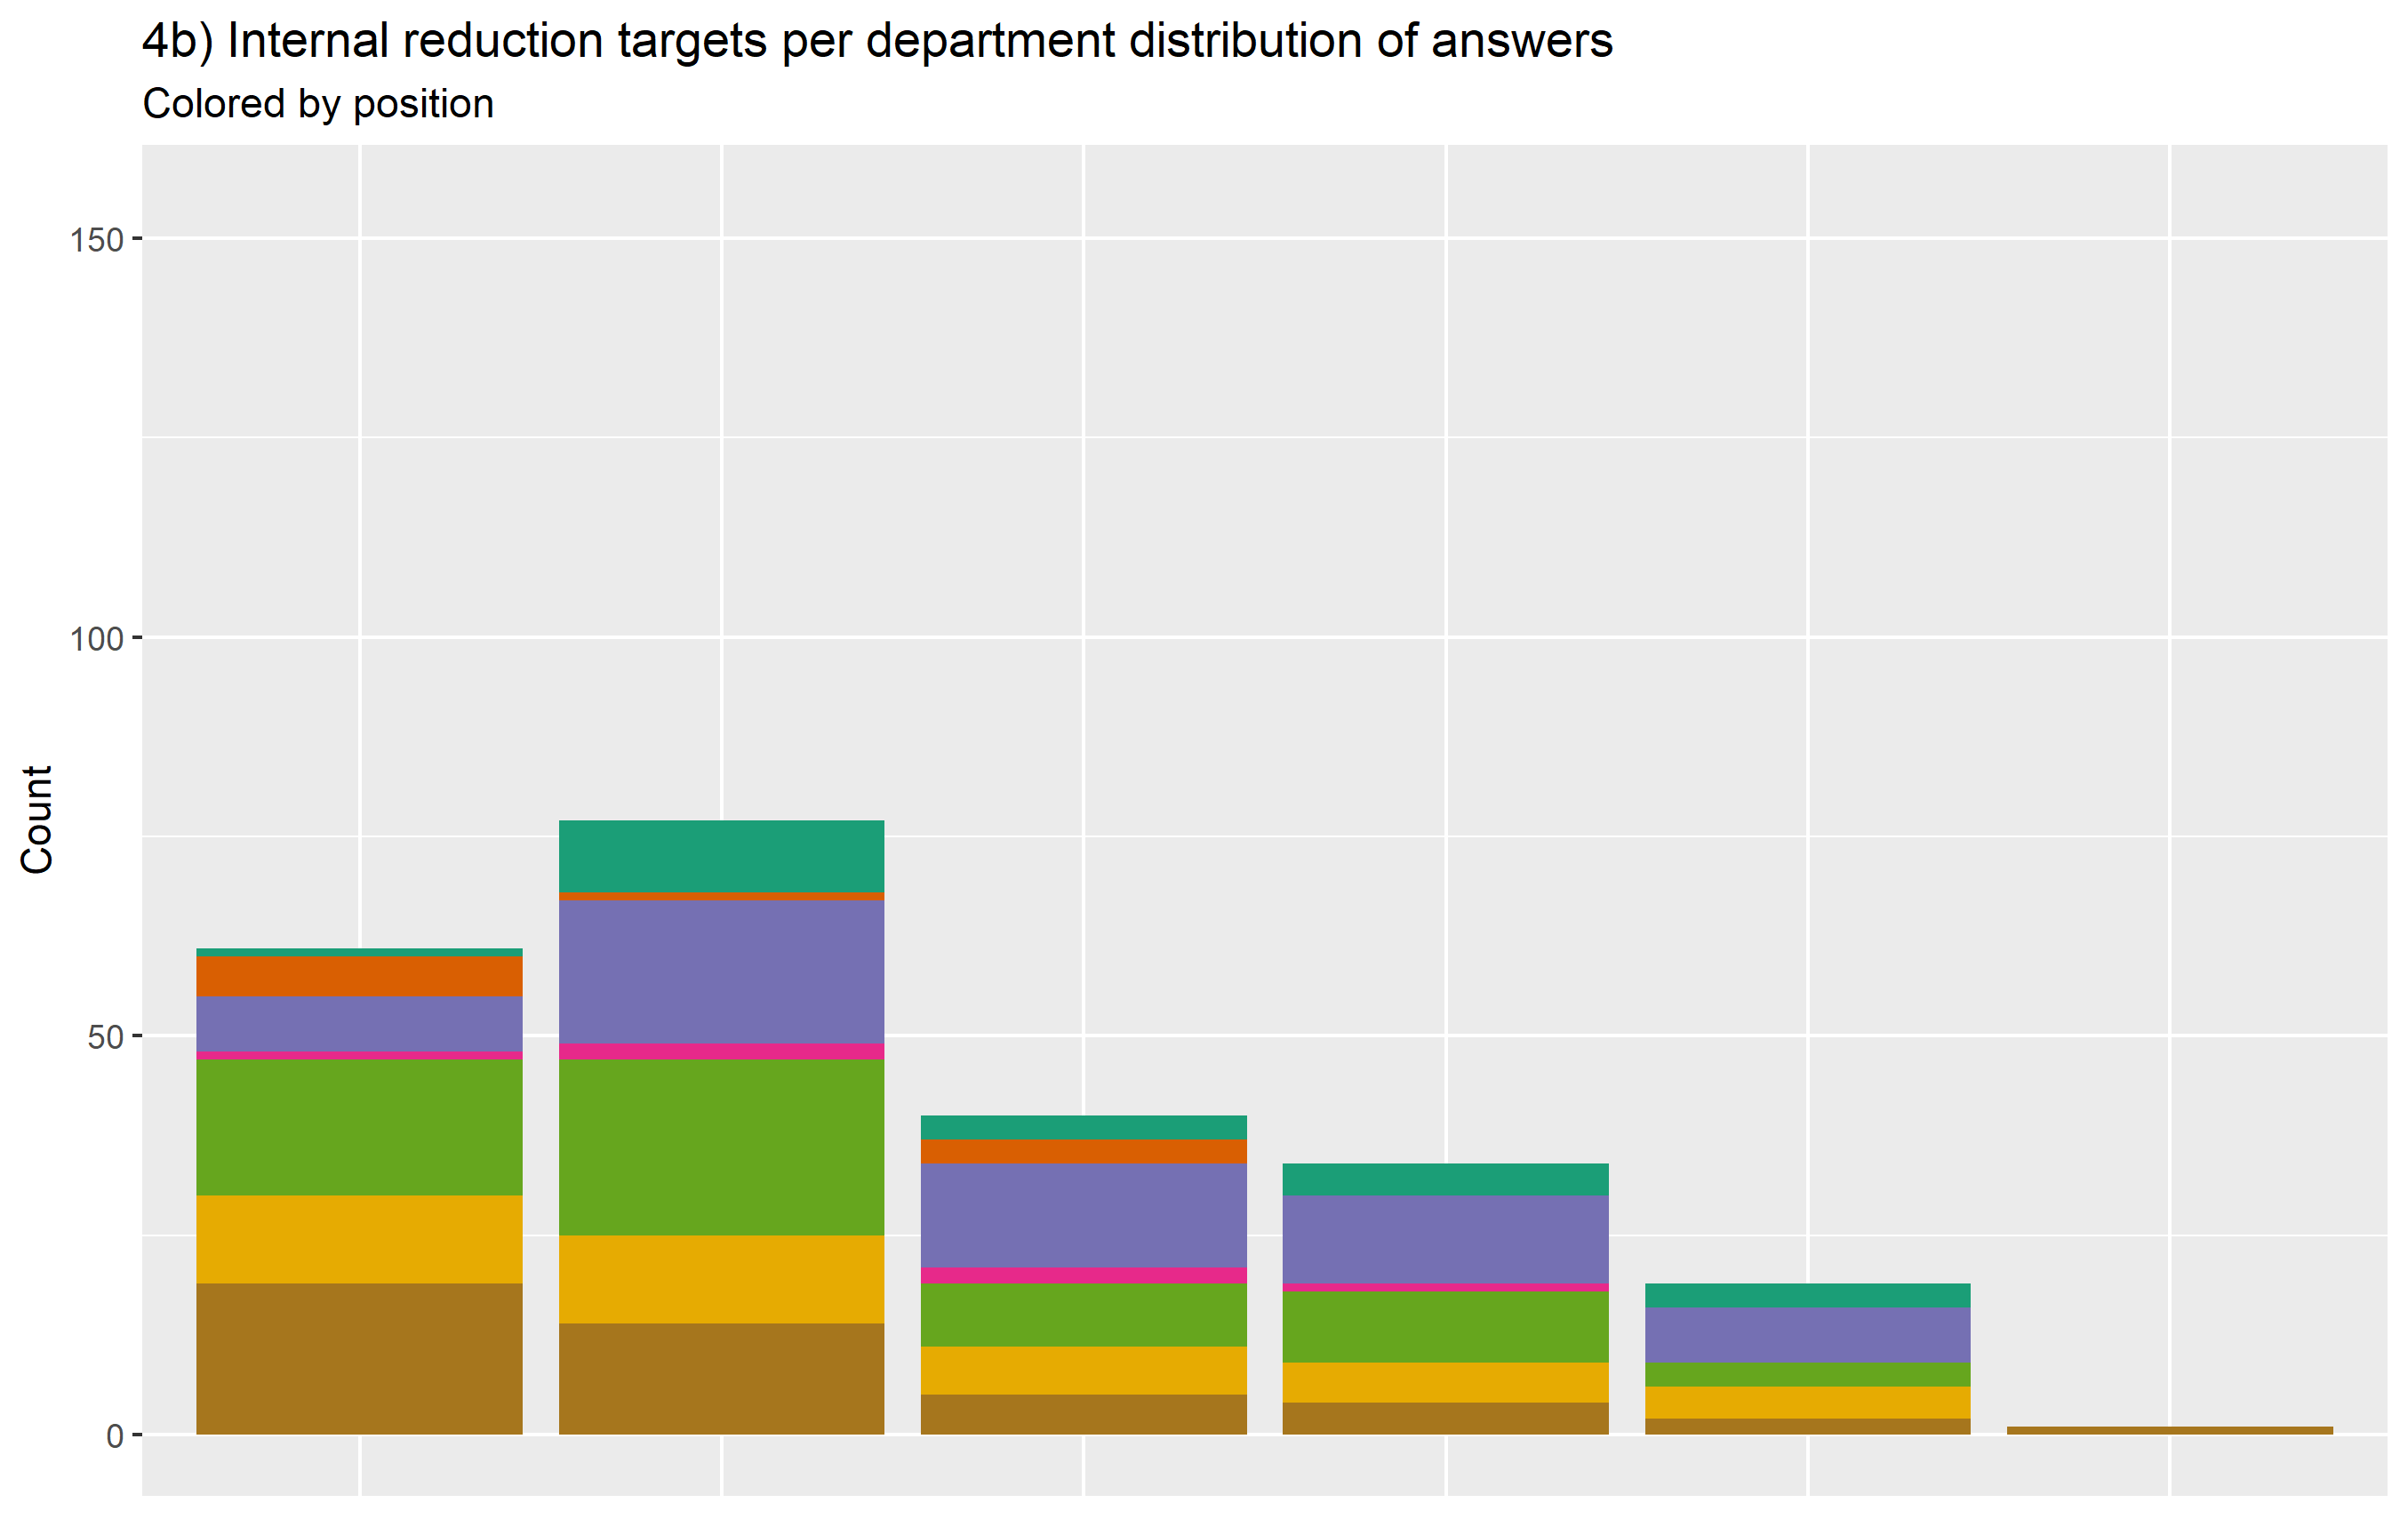 4b) Internal reduction targets per department distribution of answers
Colored by position
150
100
50
0
Count